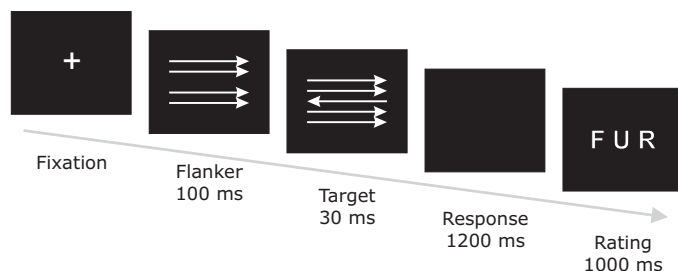 +
F U R
Fixation
Flanker
100 ms
Target
30 ms
Response
1200 ms
Rating
1000 ms